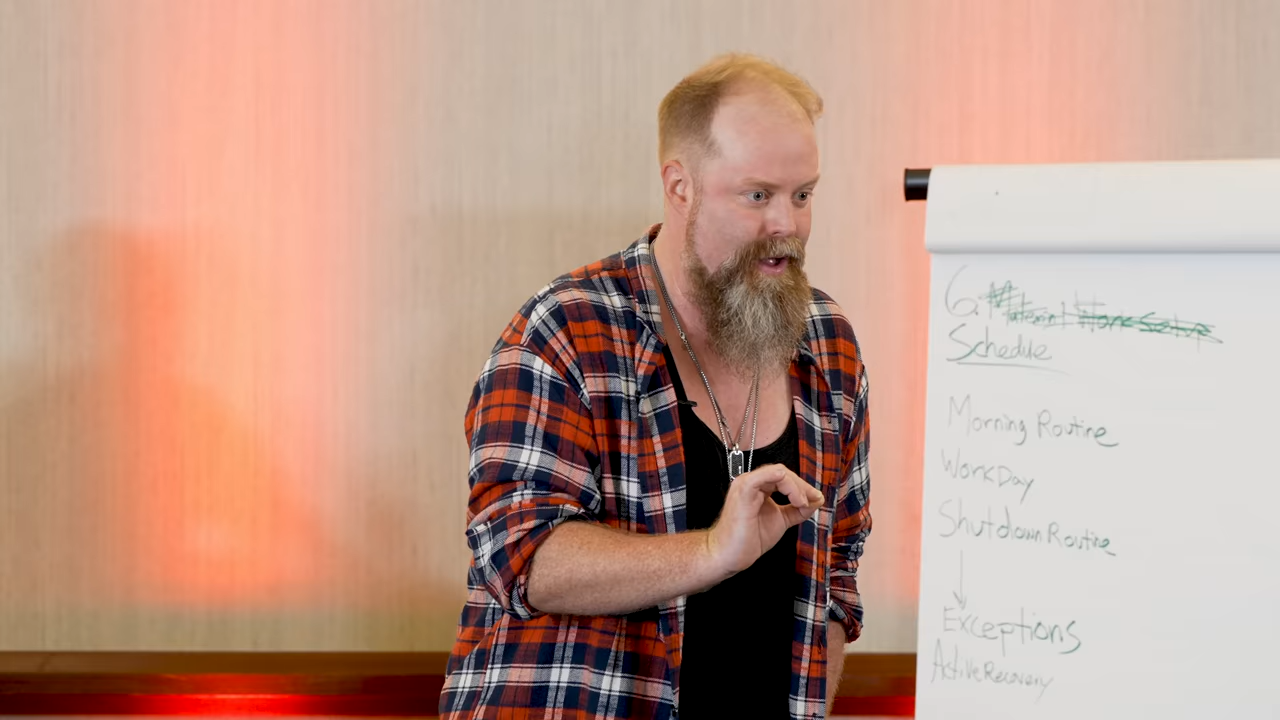 6.
Schedule
Morning Routine
WorkDay
Shutdown Routine
Exceptions
Active Recovery